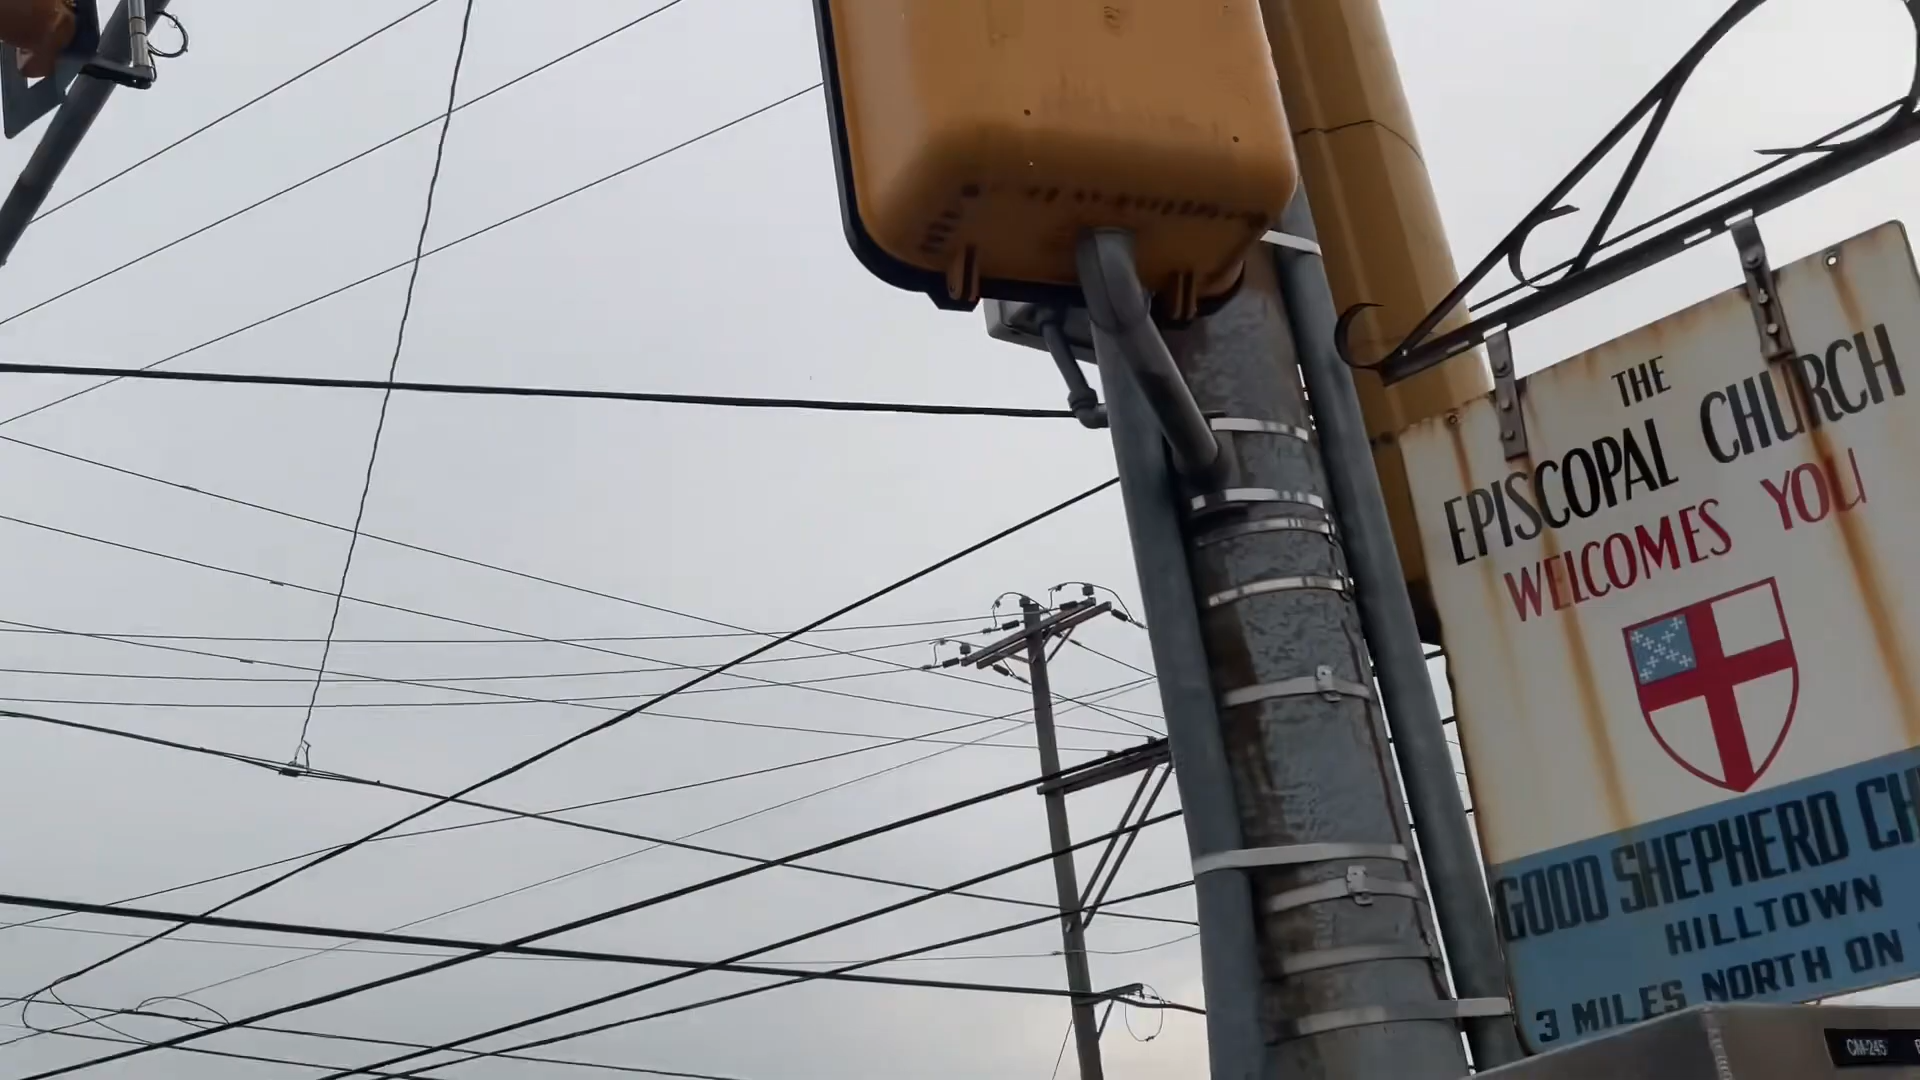 THE
EPISCOPAL CHURCH
WELCOMES YOU
GOOD SHEPHERD
HILLTOWN
3 MILES NORTH ON
CM-245